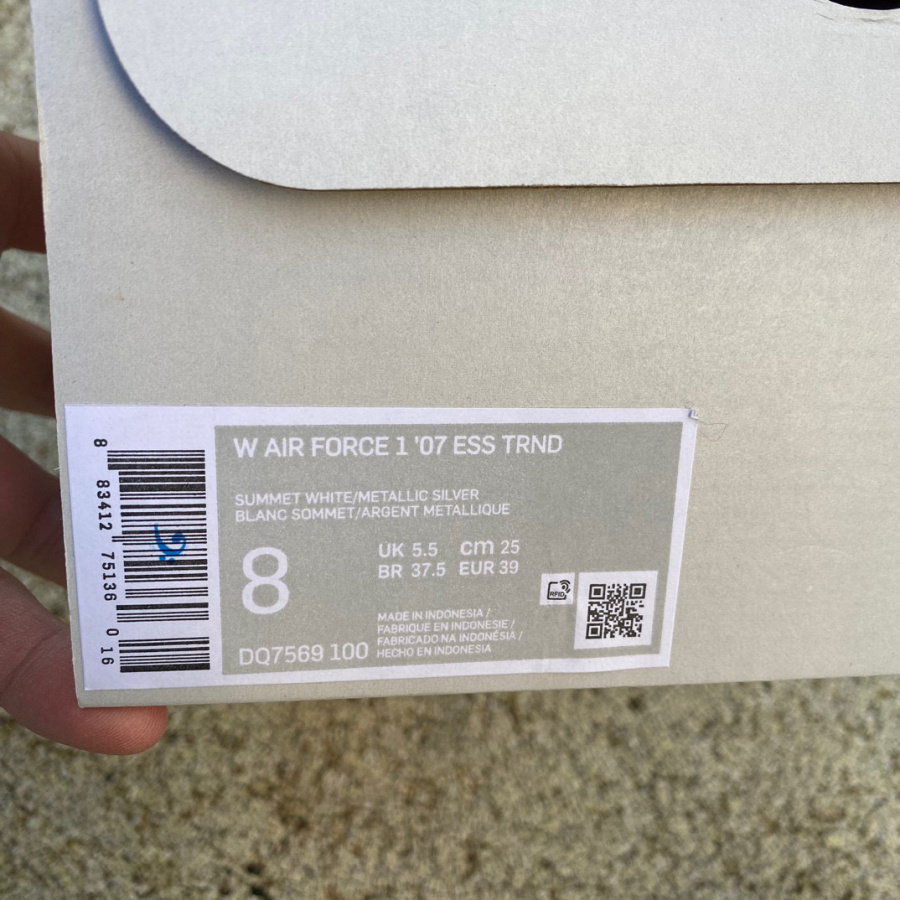 W AIR FORCE 1 '07 ESS TRND
SUMMET WHITE/METALLIC SILVER
BLANC SOMMET/ARGENT METALLIQUE
8
UK 5.5 cm 25
BR 37.5 EUR 39
MADE IN INDONESIA /
FABRIQUE EN INDONESIE /
FABRICADO NA INDONÉSIA /
HECHO EN INDONESIA
DQ7569 100
RFID
8 83412 75136 0 16